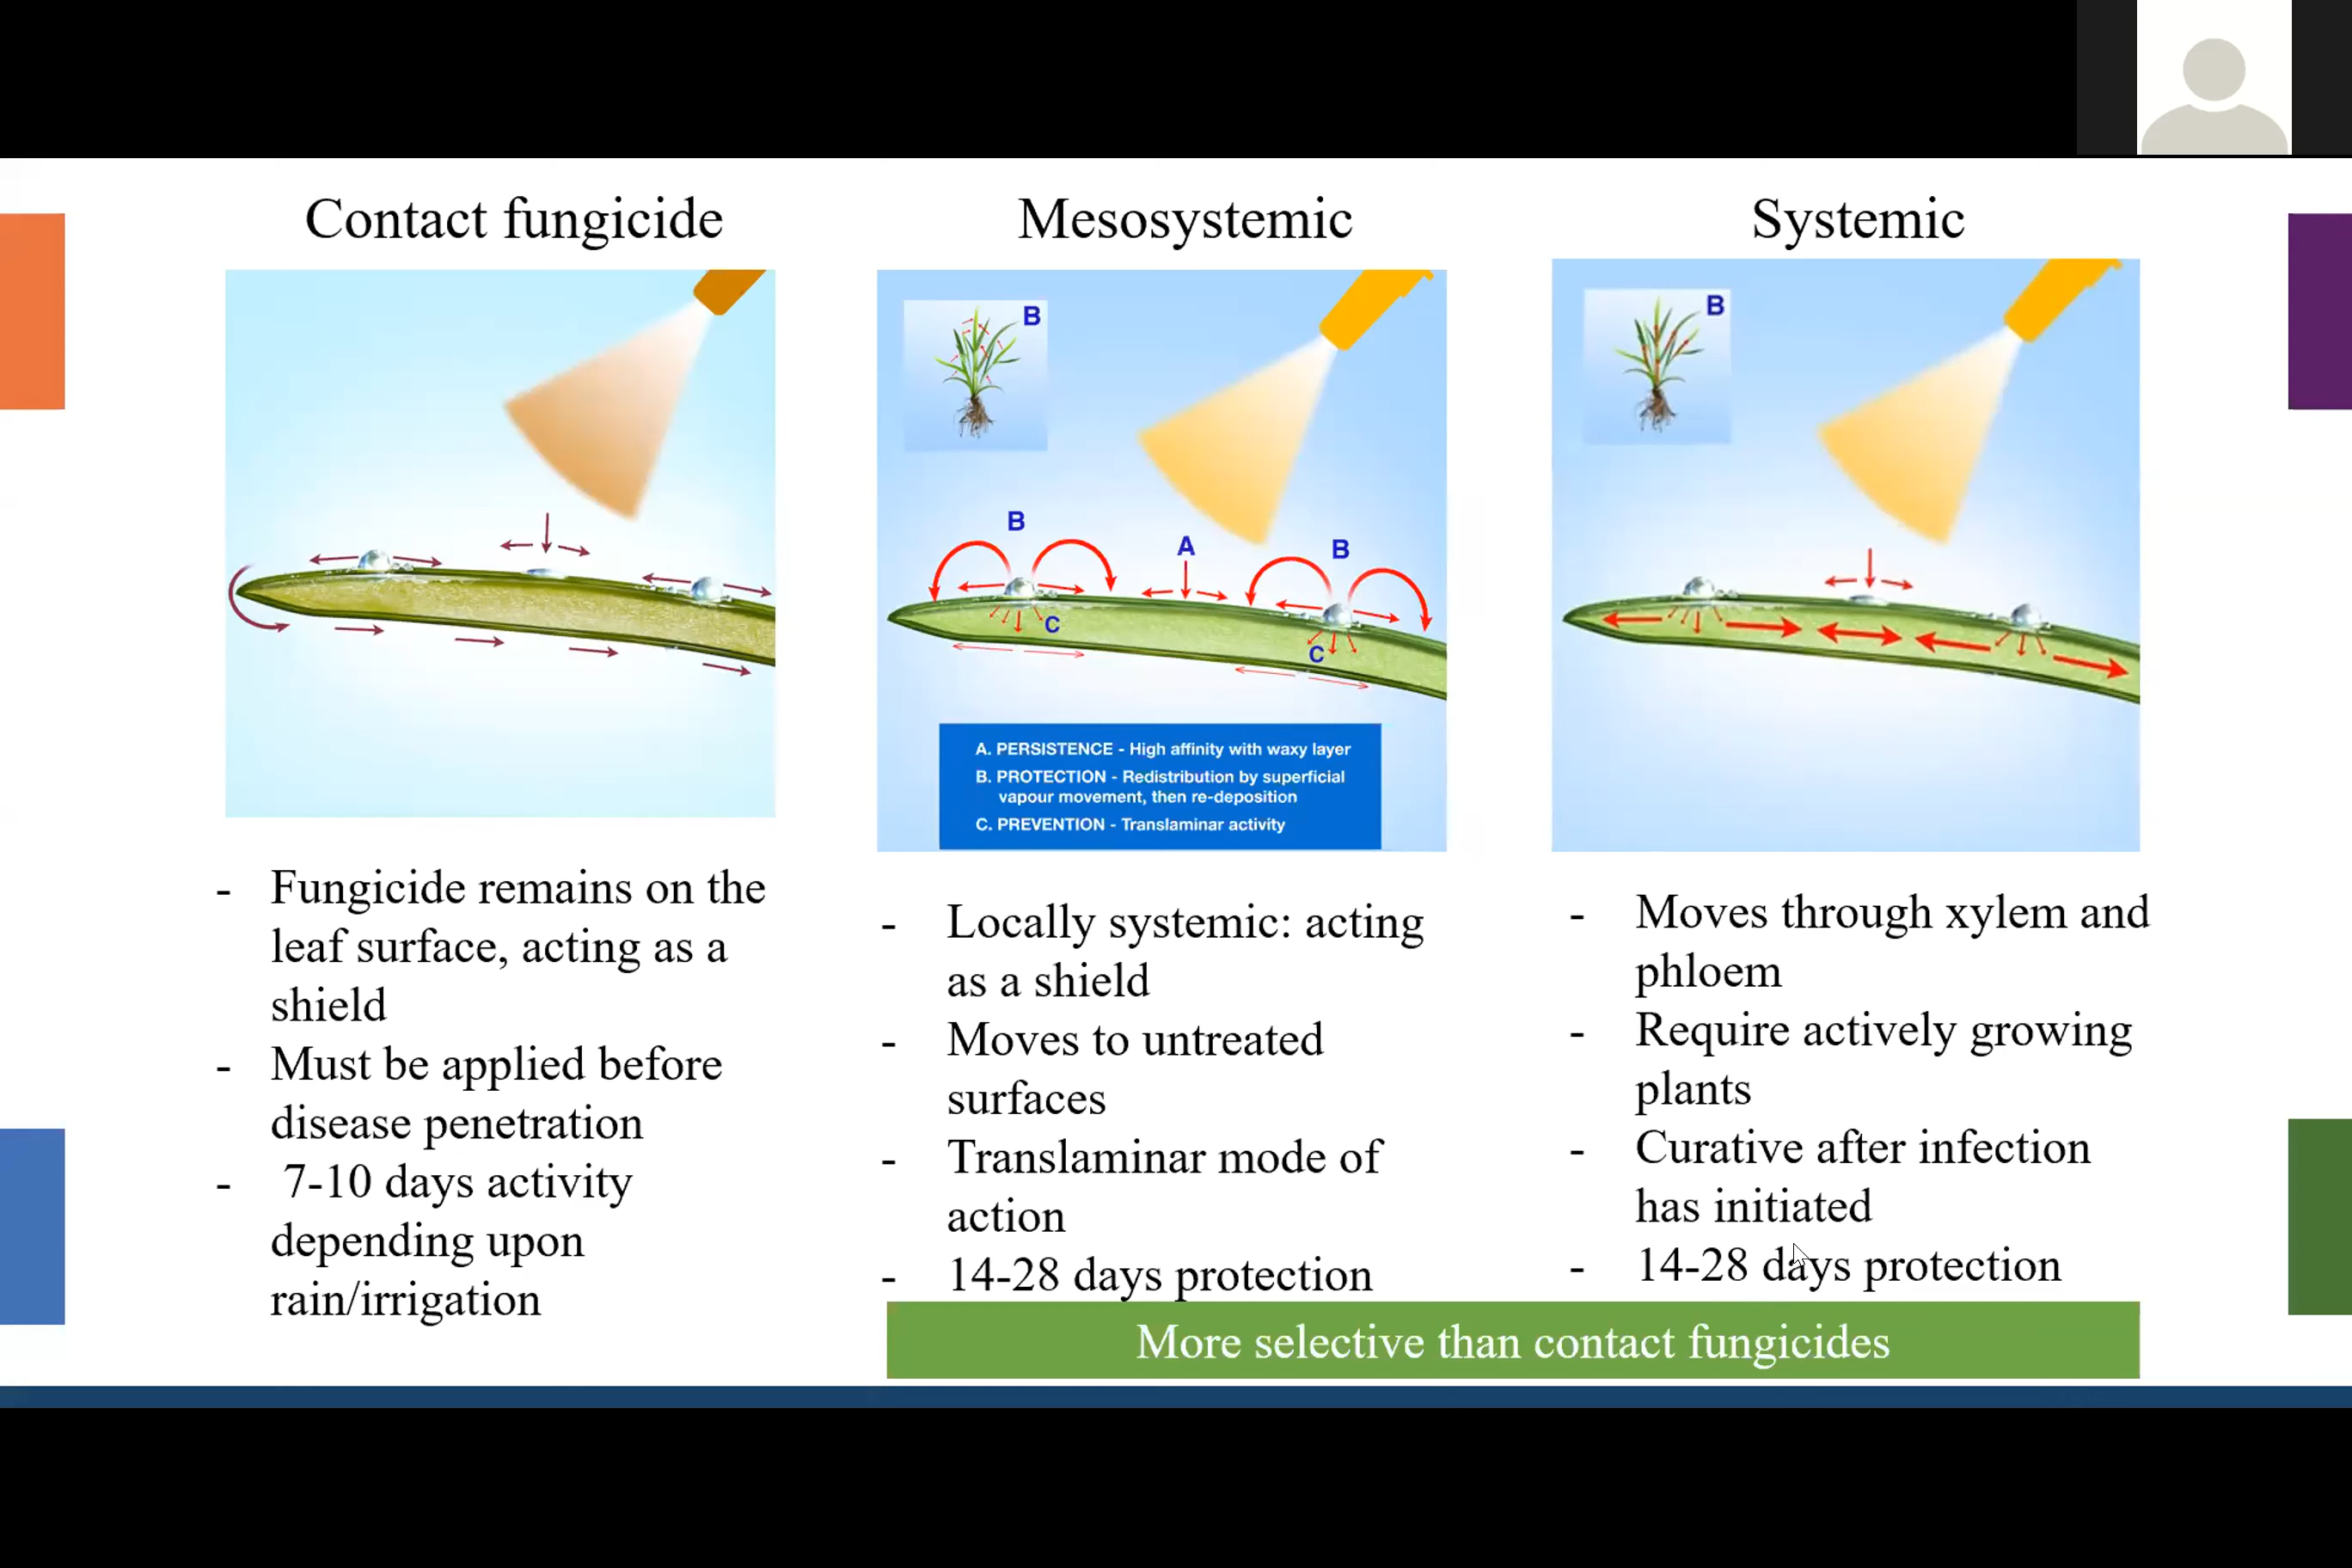 Contact fungicide
- Fungicide remains on the
leaf surface, acting as a
shield
- Must be applied before
disease penetration
- 7-10 days activity
depending upon
rain/irrigation
Mesosystemic
B
B
A
B
C
C
A. PERSISTENCE - High affinity with waxy layer
B. PROTECTION - Redistribution by superficial
vapour movement, then re-deposition
C. PREVENTION - Translaminar activity
- Locally systemic: acting
as a shield
- Moves to untreated
surfaces
- Translaminar mode of
action
- 14-28 days protection
Systemic
B
- Moves through xylem and
phloem
- Require actively growing
plants
- Curative after infection
has initiated
- 14-28 days protection
More selective than contact fungicides